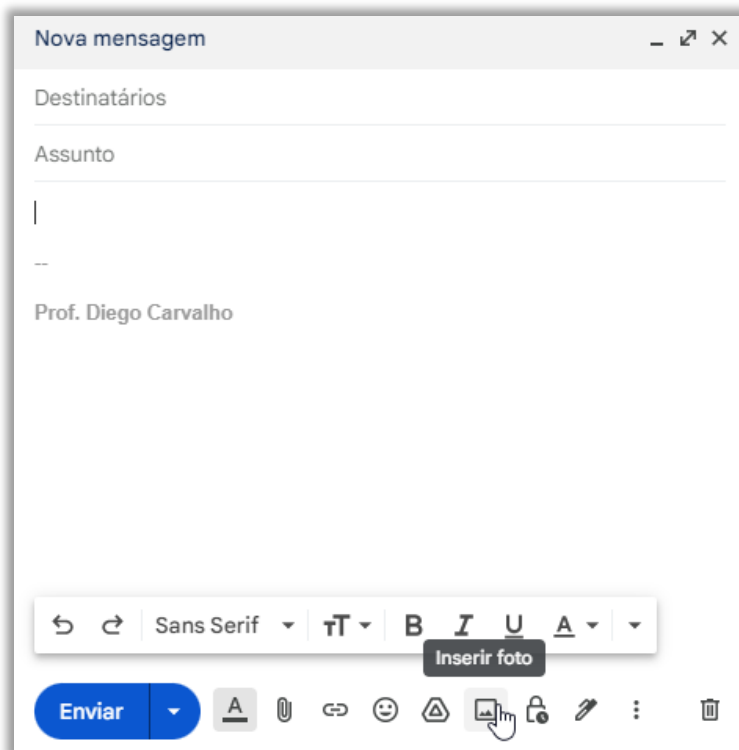 Nova mensagem
Destinatários
Assunto
--
Prof. Diego Carvalho
Sans Serif
B I U A
Inserir foto
Enviar A